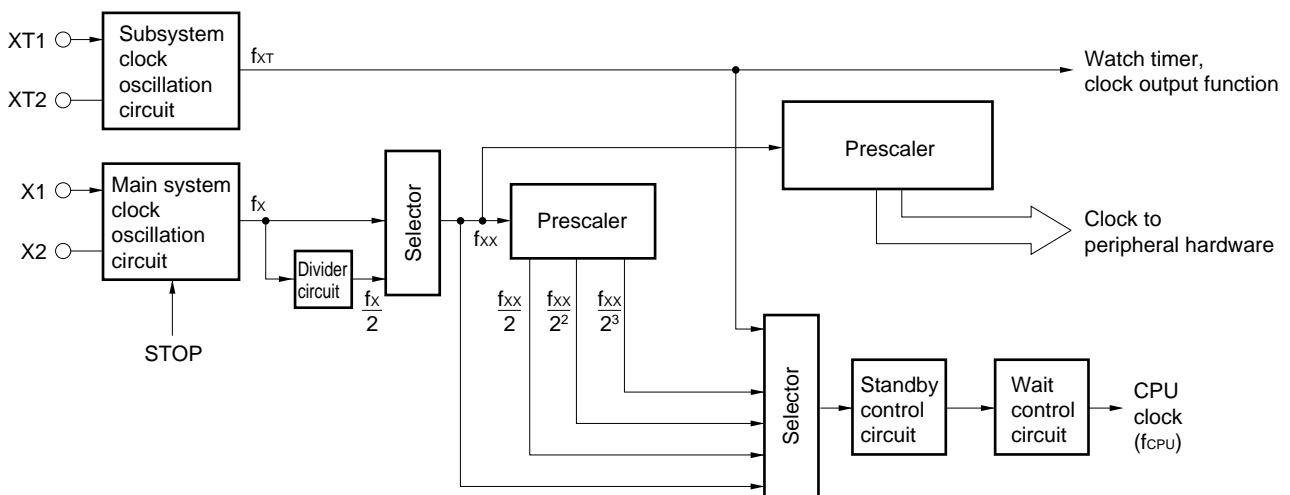 XT1
XT2
Subsystem
clock
oscillation
circuit
fXT
Watch timer,
clock output function
X1
X2
Main system
clock
oscillation
circuit
STOP
fX
Divider
circuit
fX
2
Selector
fXX
Prescaler
Prescaler
Clock to
peripheral hardware
fXX
2
fXX
2²
fXX
2³
Selector
Standby
control
circuit
Wait
control
circuit
CPU
clock
(fCPU)